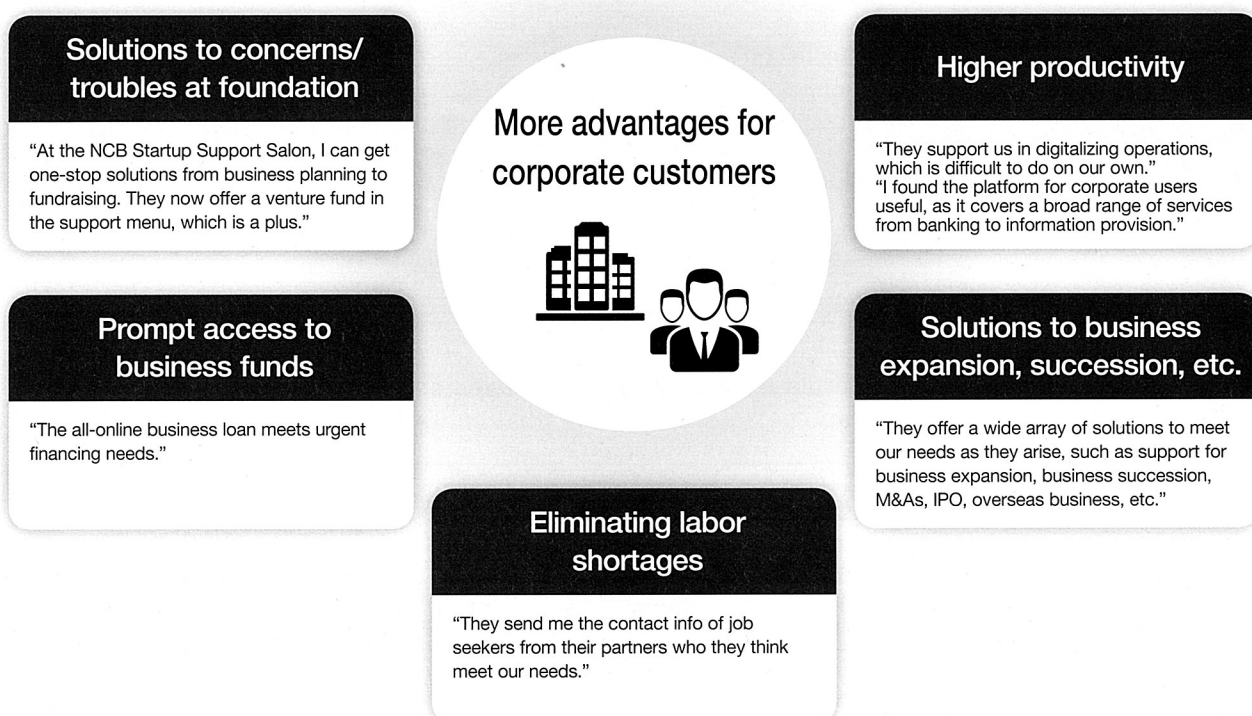 Solutions to concerns/
troubles at foundation
"At the NCB Startup Support Salon, I can get
one-stop solutions from business planning to
fundraising. They now offer a venture fund in
the support menu, which is a plus."
Prompt access to
business funds
"The all-online business loan meets urgent
financing needs."
More advantages for
corporate customers
Eliminating labor
shortages
"They send me the contact info of job
seekers from their partners who they think
meet our needs."
Higher productivity
"They support us in digitalizing operations,
which is difficult to do on our own."
"I found the platform for corporate users
useful, as it covers a broad range of services
from banking to information provision."
Solutions to business
expansion, succession, etc.
"They offer a wide array of solutions to meet
our needs as they arise, such as support for
business expansion, business succession,
M&As, IPO, overseas business, etc."